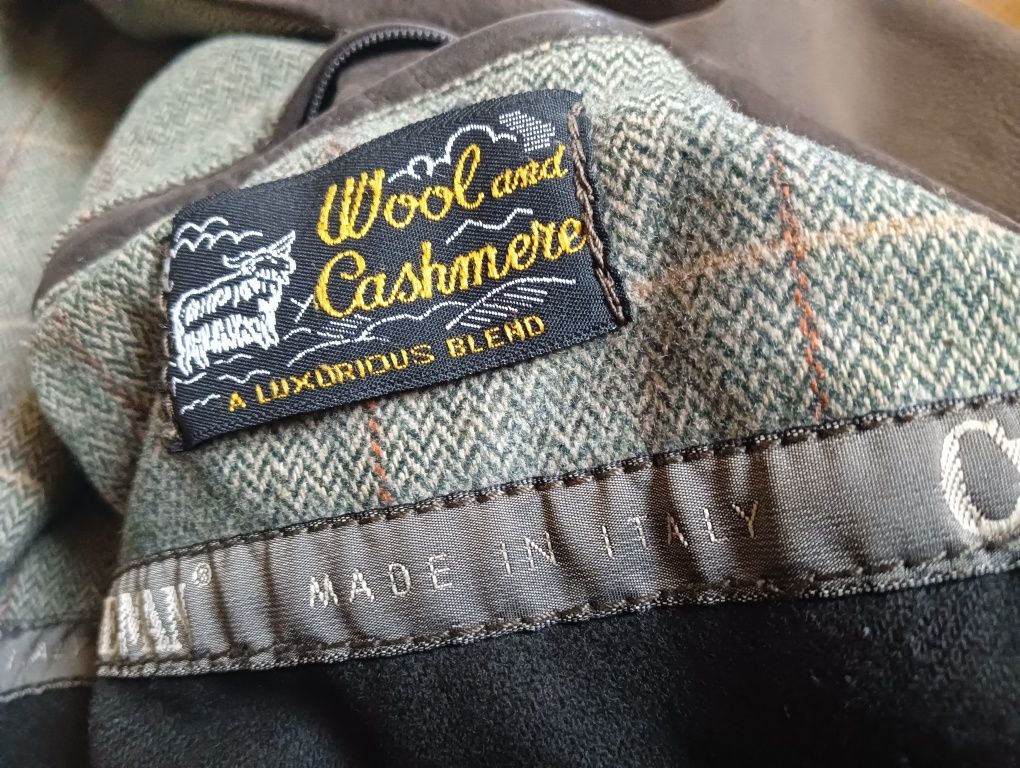 Wool and
Cashmere
A LUXURIOUS BLEND
MADE IN ITALY